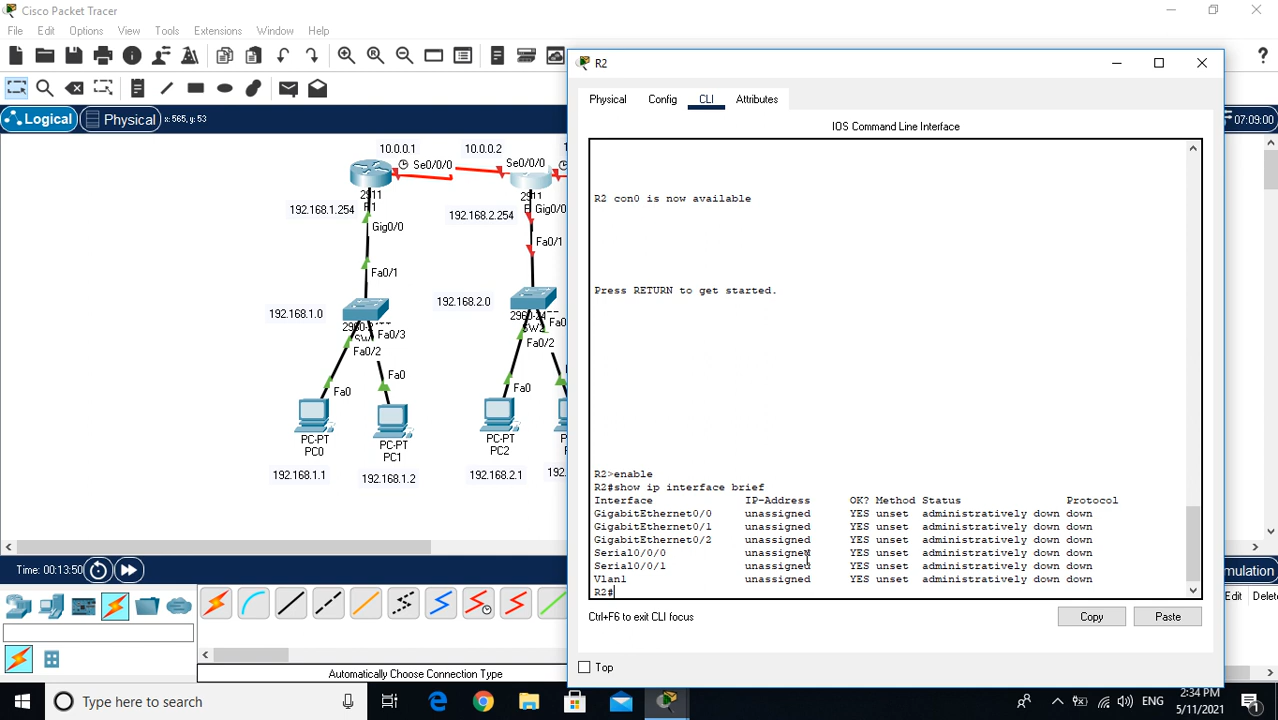 Cisco Packet Tracer
File Edit Options View Tools Extensions Window Help
Logical
Physical
x: 565, y: 53
07:09:00
10.0.0.1
10.0.0.2
Se0/0/0
Se0/0/0
2911
R1
2911
192.168.1.254
192.168.2.254
Gig0/0
Gig0/0
Fa0/1
Fa0/1
192.168.1.0
192.168.2.0
Fa0/3
Fa0/2
SW2
Fa0/2
Fa0
Fa0
Fa0
PC-PT
PC0
PC-PT
PC1
PC-PT
PC2
192.168.1.1
192.168.1.2
192.168.2.1
R2
Physical Config CLI Attributes
IOS Command Line Interface
R2 con0 is now available
Press RETURN to get started.
R2>enable
R2#show ip interface brief
Interface IP-Address OK? Method Status Protocol
GigabitEthernet0/0 unassigned YES unset administratively down down
GigabitEthernet0/1 unassigned YES unset administratively down down
GigabitEthernet0/2 unassigned YES unset administratively down down
Serial0/0/0 unassigned YES unset administratively down down
Serial0/0/1 unassigned YES unset administratively down down
Vlan1 unassigned YES unset administratively down down
R2#
Ctrl+F6 to exit CLI focus
Copy
Paste
Top
Time: 00:13:50
Automatically Choose Connection Type
Edit
Type here to search
ENG
2:34 PM
5/11/2021